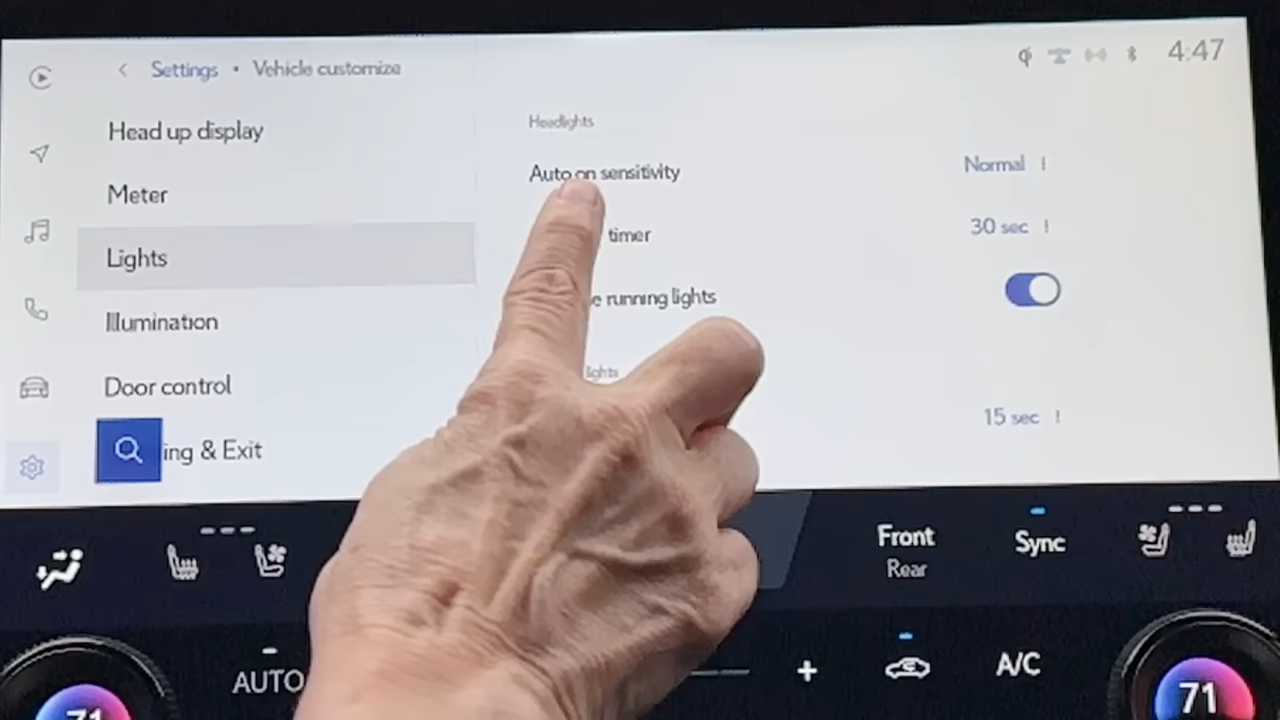 Settings • Vehicle customize
4:47
Head up display
Meter
Lights
Illumination
Door control
ing & Exit
Headlights
Auto on sensitivity
Normal
timer
30 sec
e running lights
lights
15 sec
Front
Rear
Sync
AUTO
A/C
71
71